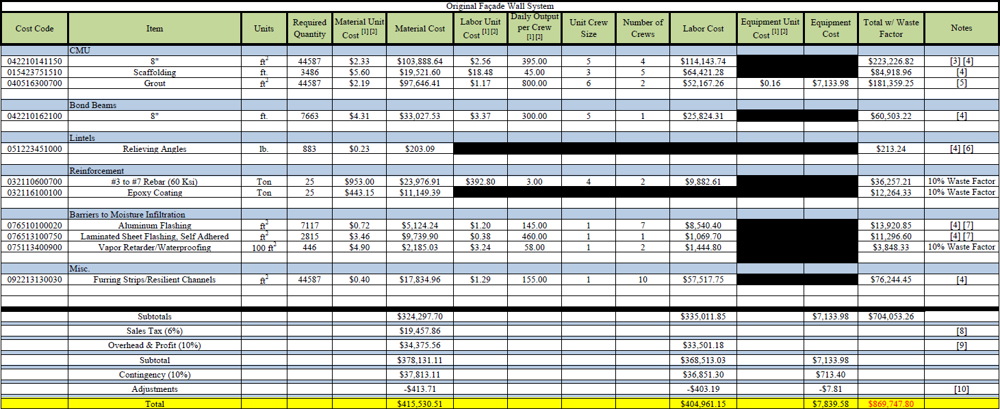 Original Façade Wall System
Cost Code Item Units Required Quantity Material Unit Cost [1] [2] Material Cost Labor Unit Cost [1] [2] Daily Output per Crew [1] [2] Unit Crew Size Number of Crews Labor Cost Equipment Unit Cost [1] [2] Equipment Cost Total w/ Waste Factor Notes
CMU
042210141150 8" ft² 44587 $2.33 $103,888.64 $2.56 395.00 5 4 $114,143.74 $223,226.82 [3] [4]
015423751510 Scaffolding ft. 3486 $5.60 $19,521.60 $18.48 45.00 3 5 $64,421.28 $84,918.96 [4]
040516300700 Grout ft² 44587 $2.19 $97,646.41 $1.17 800.00 6 2 $52,167.26 $0.16 $7,133.98 $181,359.25 [5]
Bond Beams
042210162100 8" ft. 7663 $4.31 $33,027.53 $3.37 300.00 5 1 $25,824.31 $60,503.22 [4]
Lintels
051223451000 Relieving Angles lb. 883 $0.23 $203.09 $213.24 [4] [6]
Reinforcement
032110600700 #3 to #7 Rebar (60 Ksi) Ton 25 $953.00 $23,976.91 $392.80 3.00 4 2 $9,882.61 $36,257.21 10% Waste Factor
032116100100 Epoxy Coating Ton 25 $443.15 $11,149.39 $12,264.33 10% Waste Factor
Barriers to Moisture Infiltration
076510100020 Aluminum Flashing ft² 7117 $0.72 $5,124.24 $1.20 145.00 1 7 $8,540.40 $13,920.85 [4] [7]
076513100750 Laminated Sheet Flashing, Self Adhered ft² 2815 $3.46 $9,739.90 $0.38 460.00 1 1 $1,069.70 $11,296.60 [4] [7]
075113400900 Vapor Retarder/Waterproofing 100 ft² 446 $4.90 $2,185.03 $3.24 58.00 1 2 $1,444.80 $3,848.33 10% Waste Factor
Misc.
092213130030 Furring Strips/Resilient Channels ft² 44587 $0.40 $17,834.96 $1.29 155.00 1 10 $57,517.75 $76,244.45 [4]
Subtotals $324,297.70 $335,011.85 $7,133.98 $704,053.26
Sales Tax (6%) $19,457.86 [8]
Overhead & Profit (10%) $34,375.56 $33,501.18 [9]
Subtotal $378,131.11 $368,513.03 $7,133.98
Contingency (10%) $37,813.11 $36,851.30 $713.40
Adjustments -$413.71 -$403.19 -$7.81 [10]
Total $415,530.51 $404,961.15 $7,839.58 $869,747.80